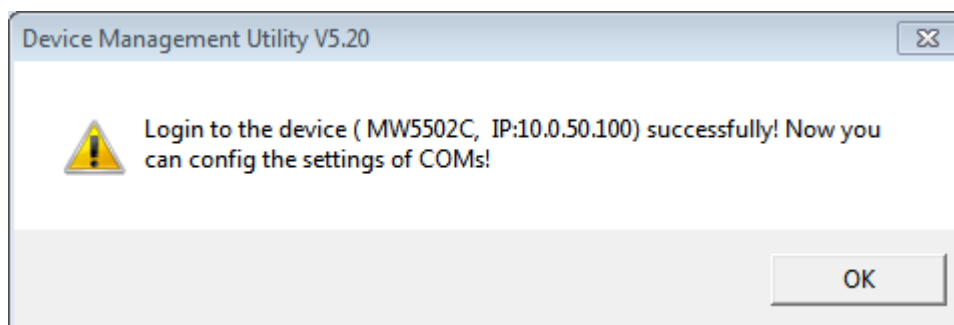 Device Management Utility V5.20
Login to the device ( MW5502C,  IP:10.0.50.100) successfully! Now you
can config the settings of COMs!
OK